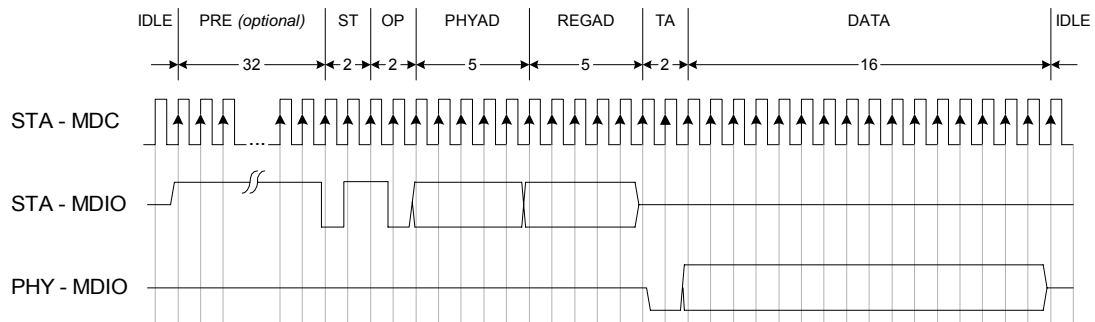 IDLE PRE (optional) ST OP PHYAD REGAD TA DATA IDLE
32 2 2 5 5 2 16
STA - MDC
...
STA - MDIO
PHY - MDIO